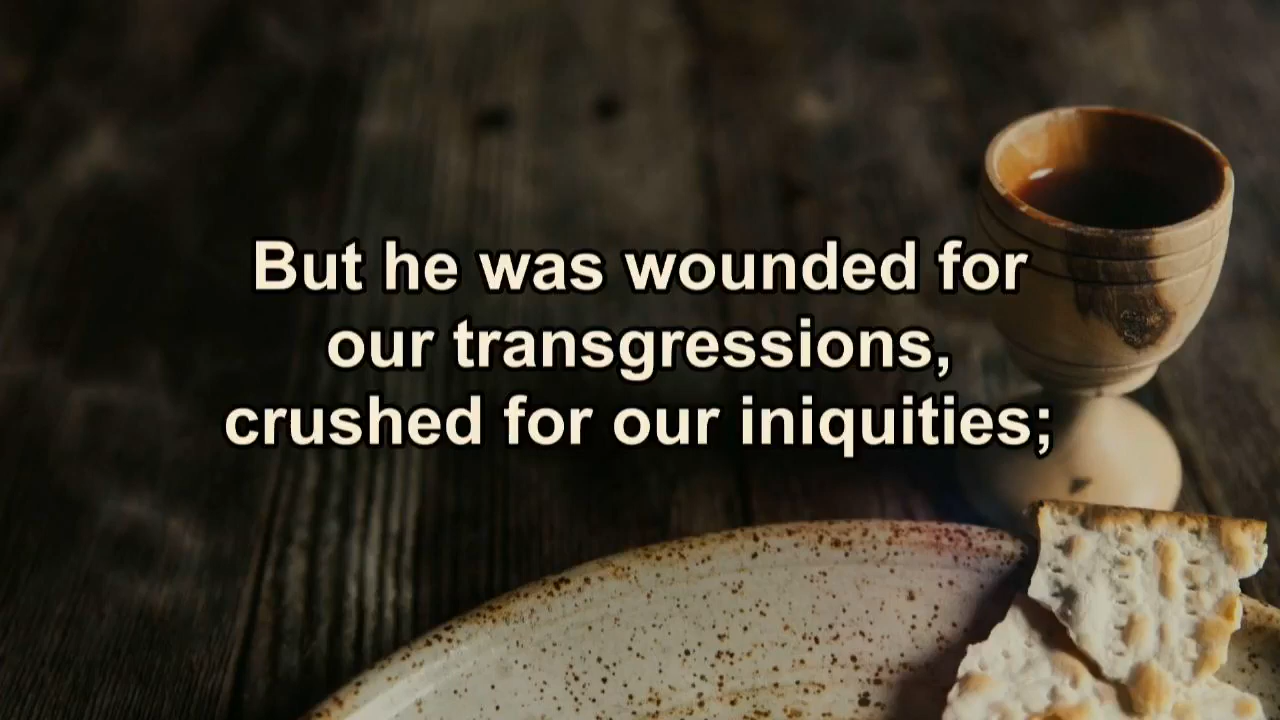 But he was wounded for
our transgressions,
crushed for our iniquities;